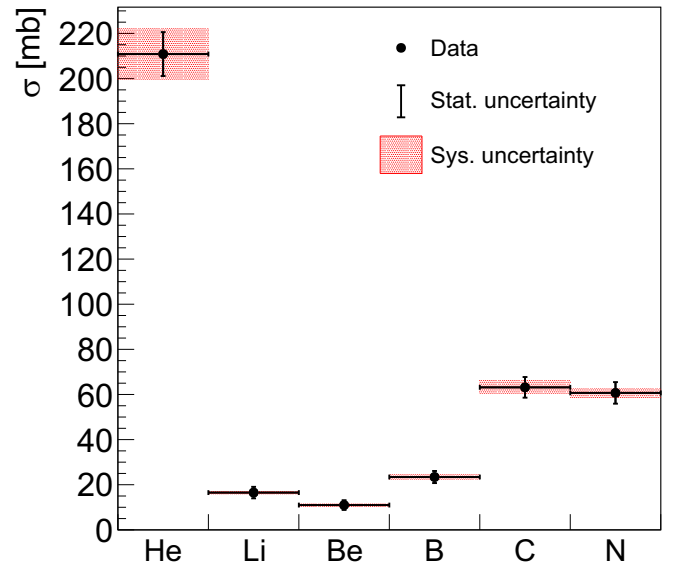 σ [mb]
220
200
180
160
140
120
100
80
60
40
20
0
Data
Stat. uncertainty
Sys. uncertainty
He Li Be B C N